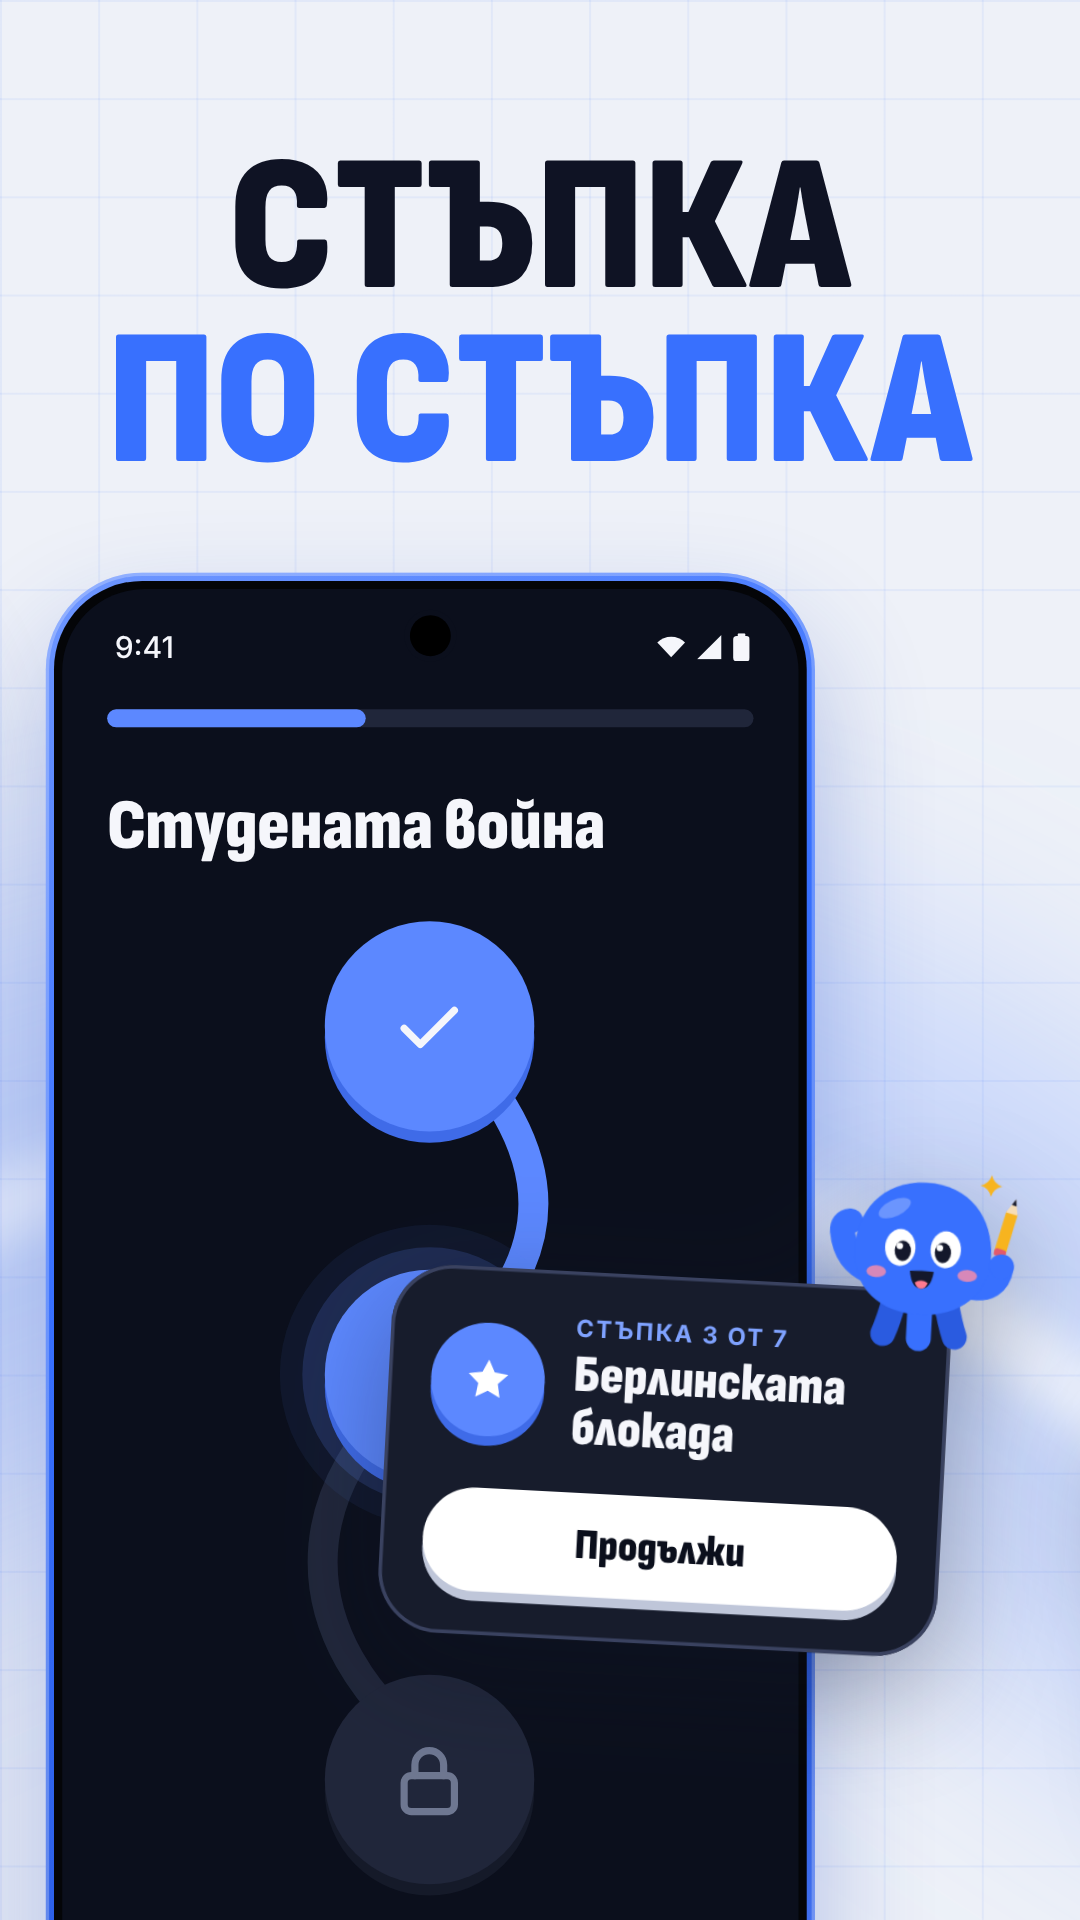 СТЪПКА
ПО СТЪПКА
9:41
Студената война
СТЪПКА 3 ОТ 7
Берлинската
блокада
Продължи